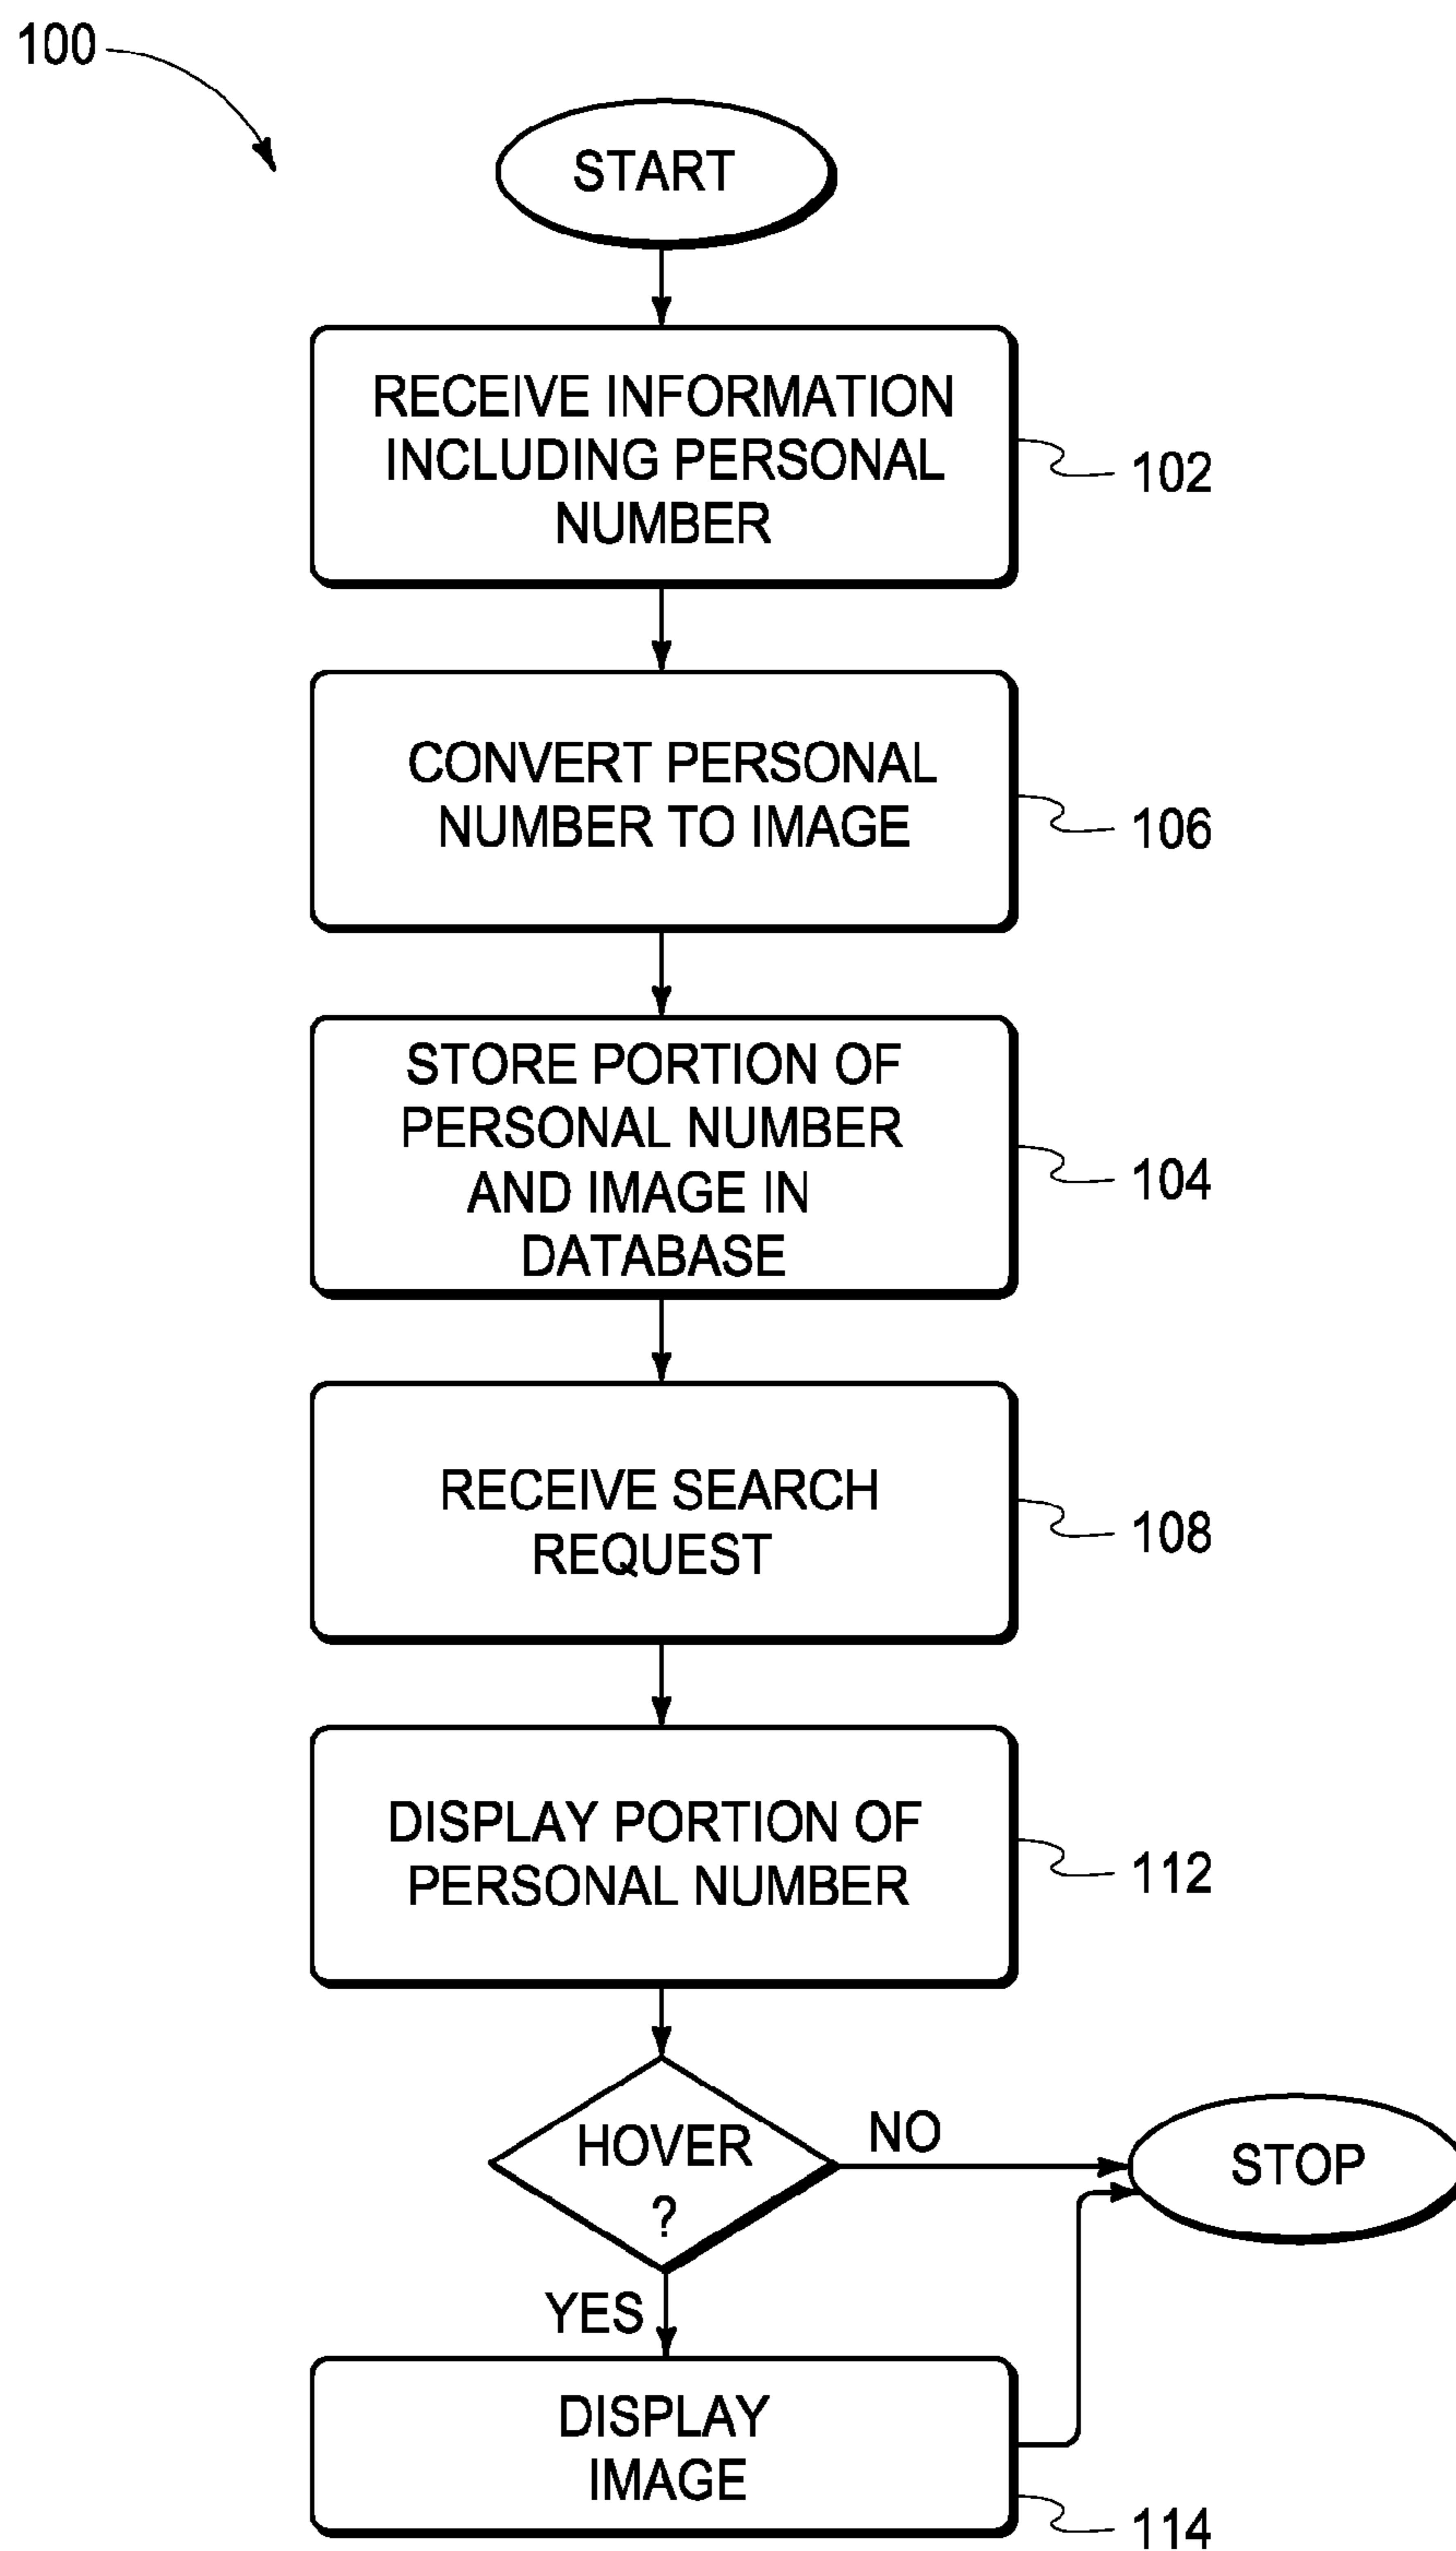 100
START
RECEIVE INFORMATION
INCLUDING PERSONAL
NUMBER
102
CONVERT PERSONAL
NUMBER TO IMAGE
106
STORE PORTION OF
PERSONAL NUMBER
AND IMAGE IN
DATABASE
104
RECEIVE SEARCH
REQUEST
108
DISPLAY PORTION OF
PERSONAL NUMBER
112
HOVER
?
NO
STOP
YES
DISPLAY
IMAGE
114